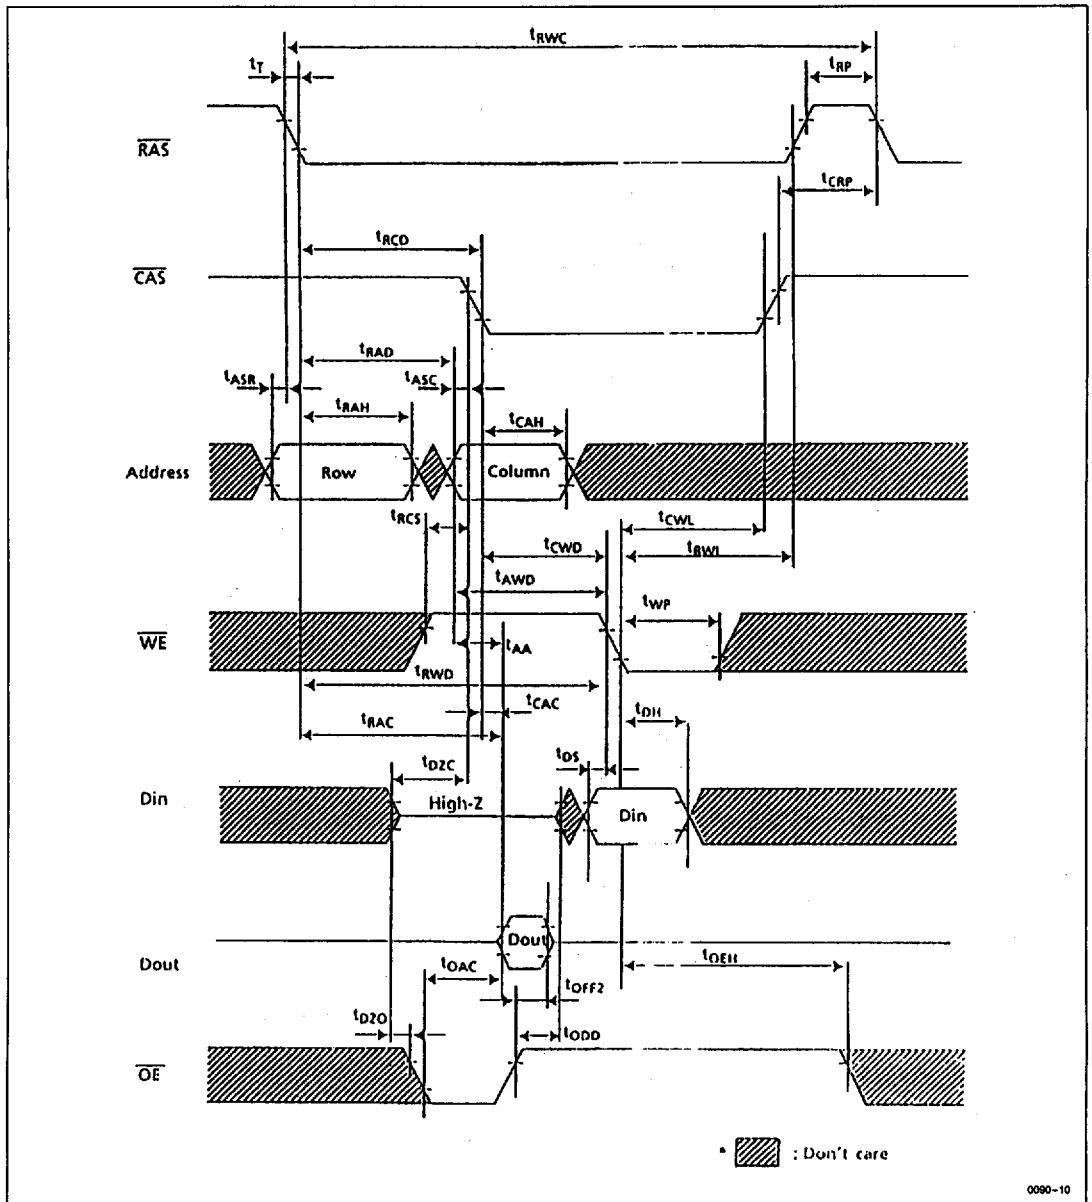 tRWC
tT
tRP
RAS
tCRP
tRCD
CAS
tRAD
tASR
tASC
tRAH
tCAH
Address
Row
Column
tRCS
tCWL
tCWD
tRWL
tAWD
WE
tWP
tAA
tRWD
tCAC
tRAC
tDH
tDS
tDZC
Din
High-Z
Din
Dout
Dout
tOAC
tOEH
tOFF2
tDZO
tODD
OE
* : Don't care
0090-10